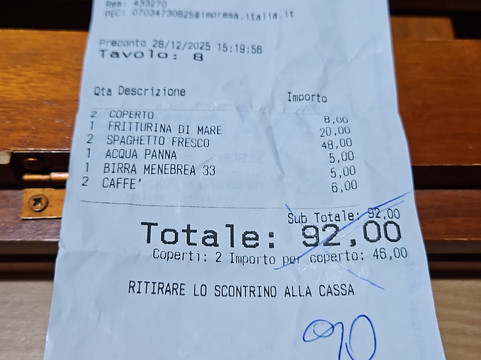 Rea: 433270
PEC: 07034730825@impresa.italia.it
Preconto 28/12/2025 15:19:56
Tavolo: 8
Qta Descrizione Importo
2 COPERTO 8,00
1 FRITTURINA DI MARE 20,00
2 SPAGHETTO FRESCO 48,00
1 ACQUA PANNA 5,00
1 BIRRA MENEBREA 33 5,00
2 CAFFE' 6,00
Sub Totale: 92,00
Totale: 92,00
Coperti: 2 Importo per coperto: 46,00
RITIRARE LO SCONTRINO ALLA CASSA
90